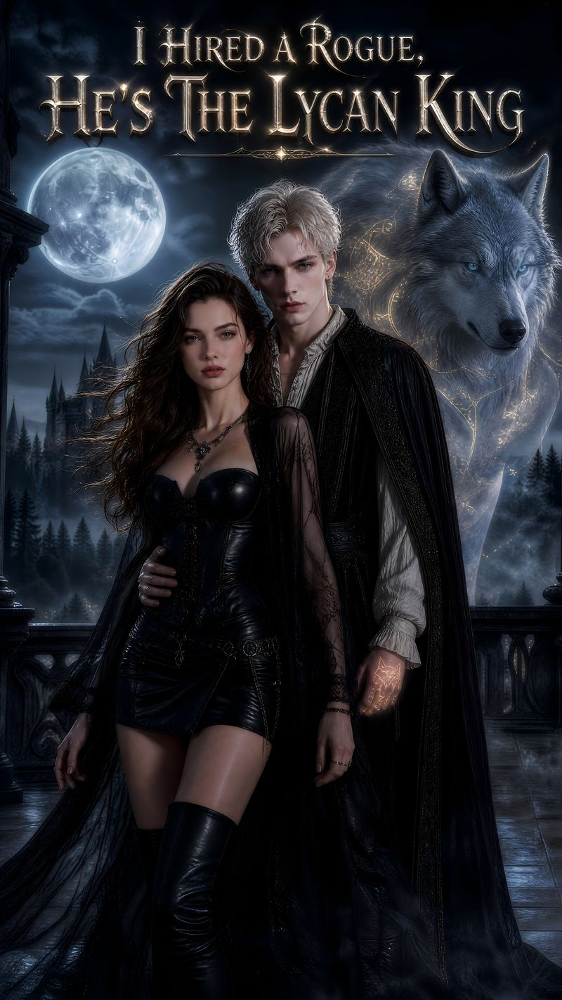 I Hired a Rogue,
He's The Lycan King